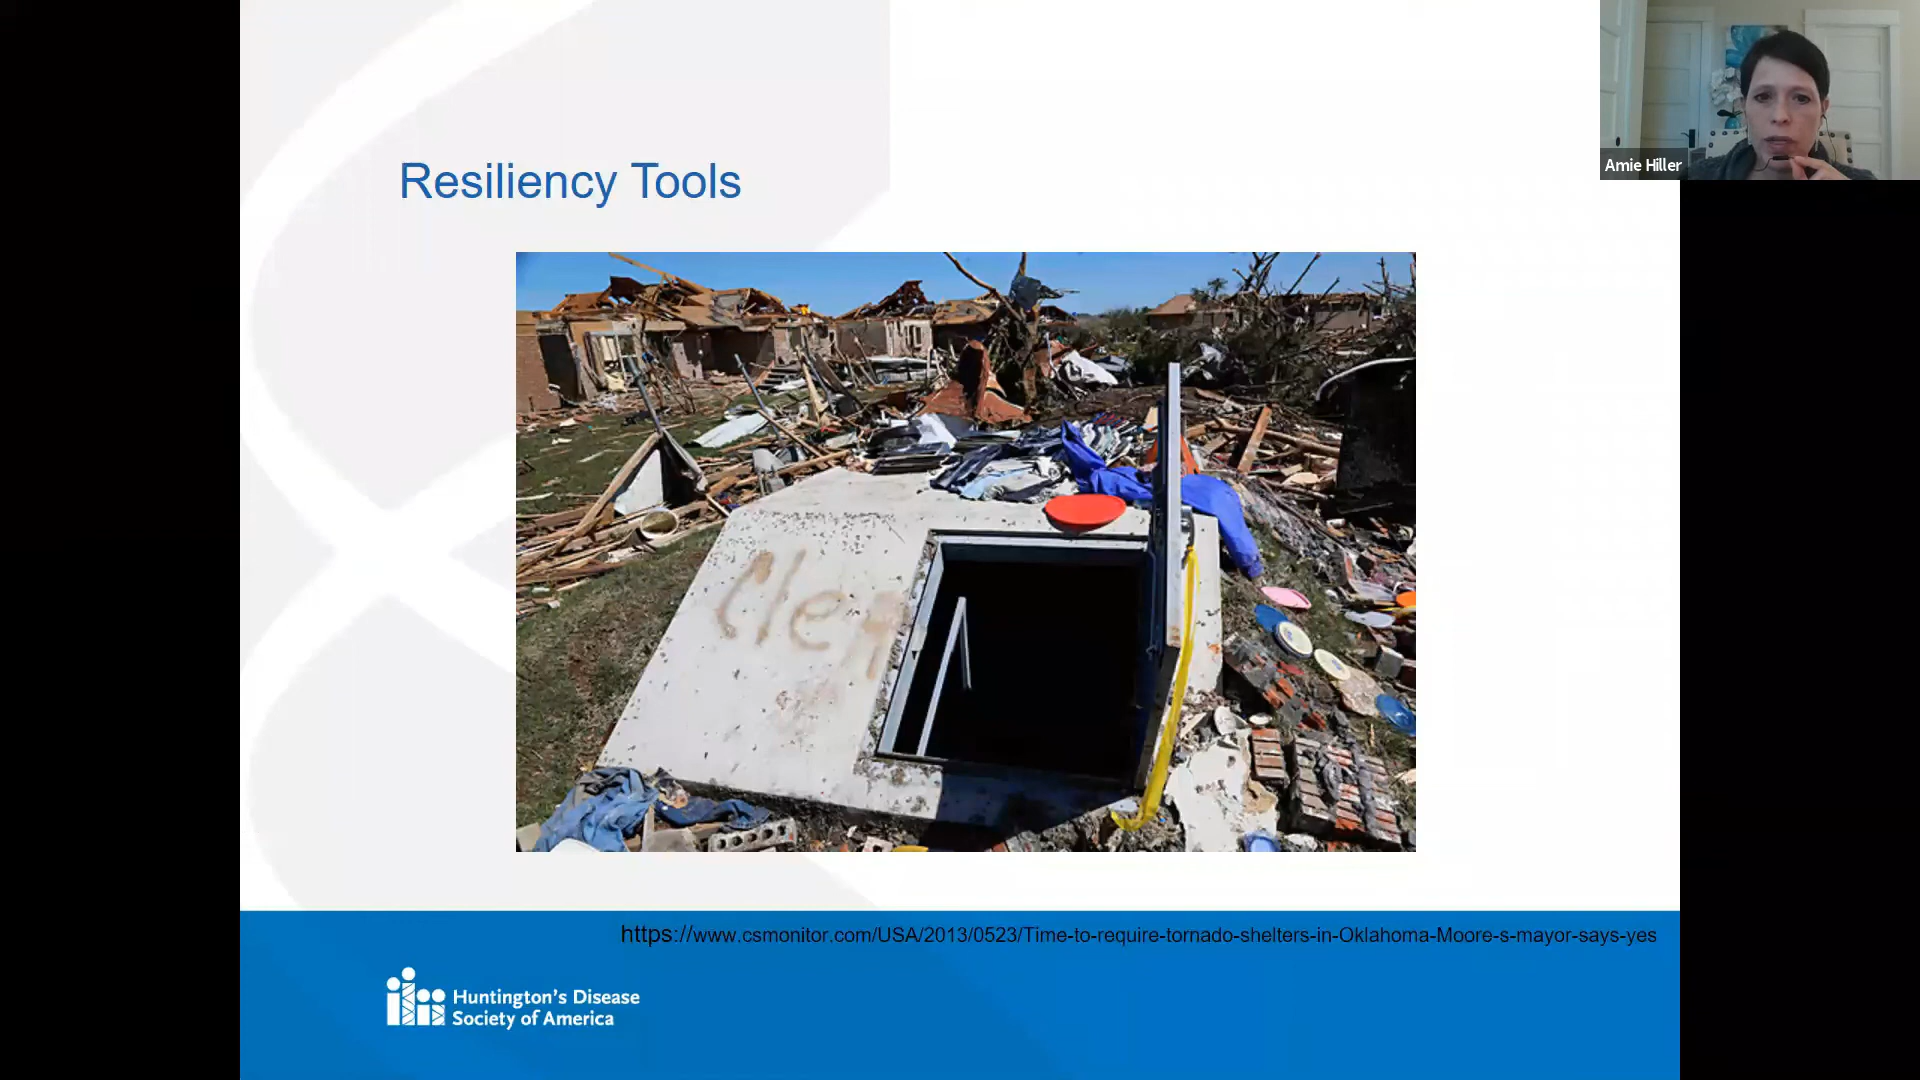 Amie Hiller
Resiliency Tools
https://www.csmonitor.com/USA/2013/0523/Time-to-require-tornado-shelters-in-Oklahoma-Moore-s-mayor-says-yes
Huntington's Disease
Society of America